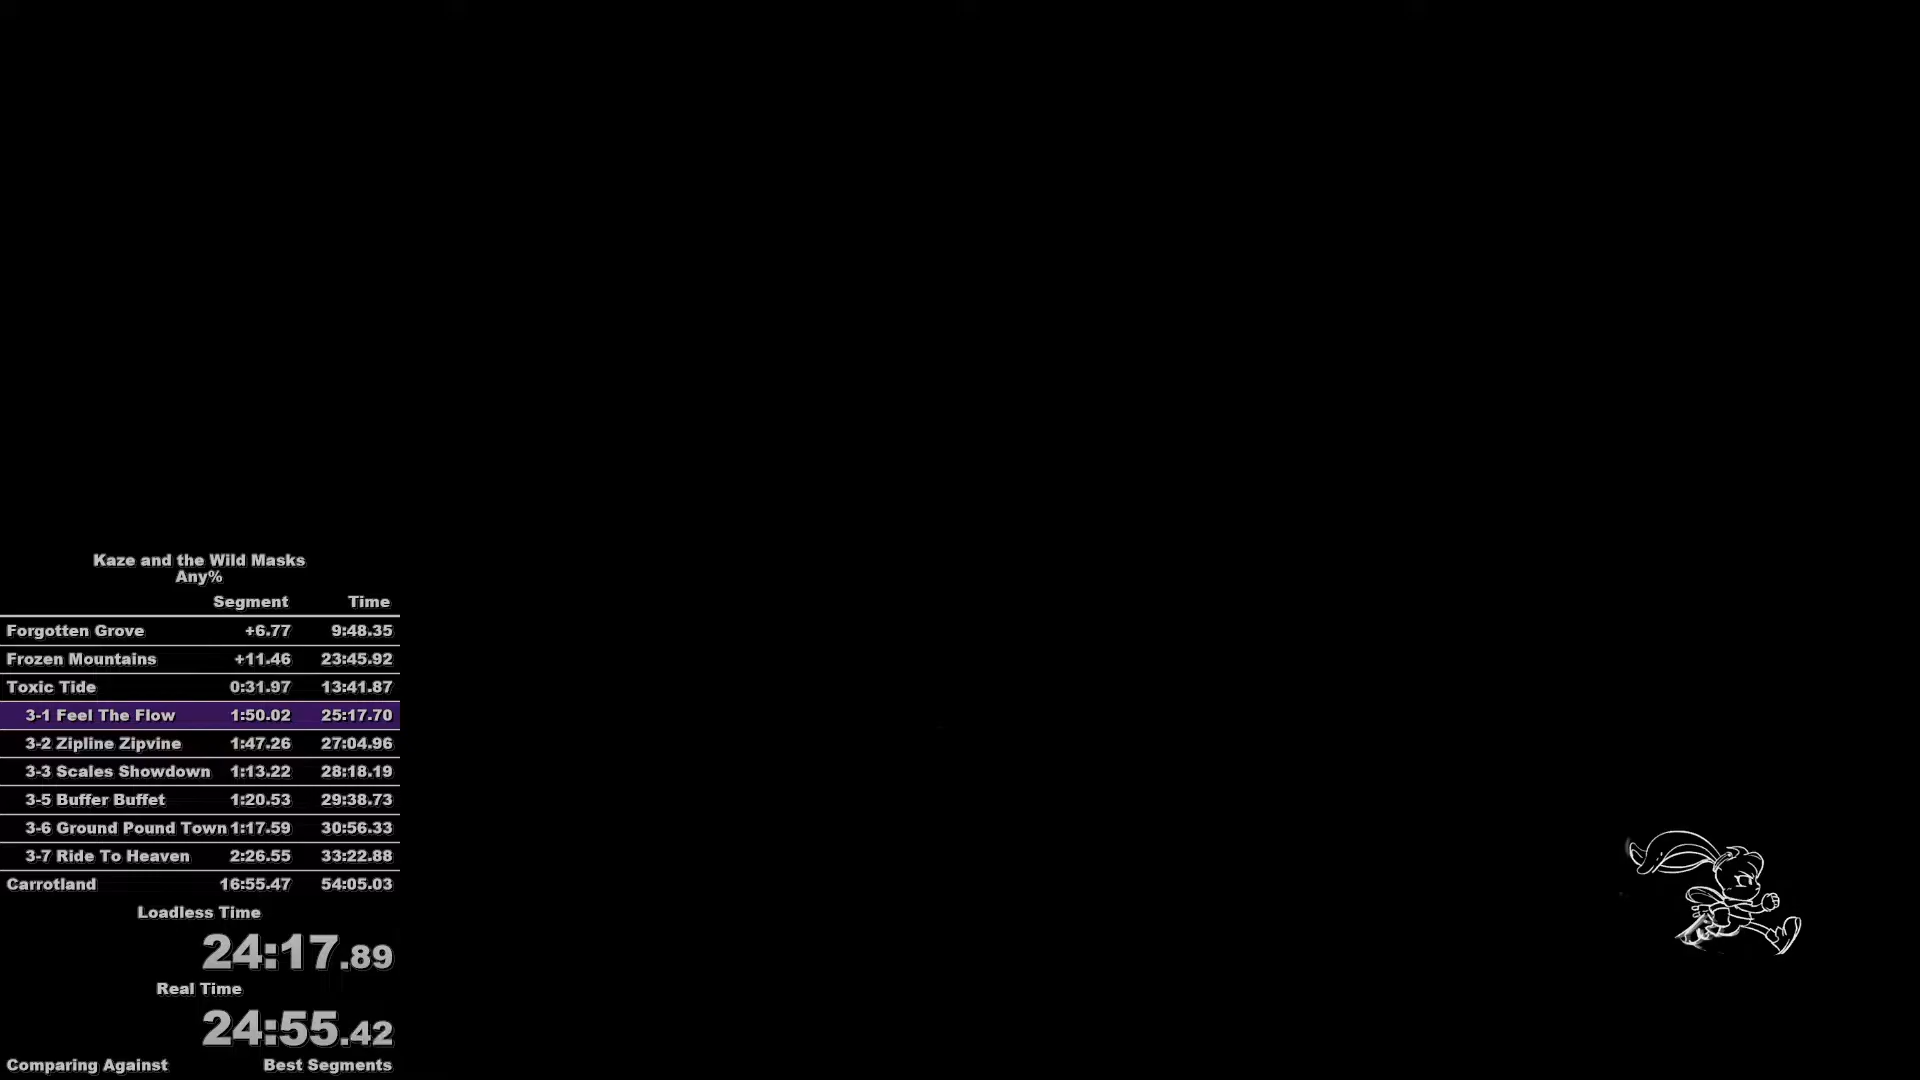 Kaze and the Wild Masks
Any%
Segment Time
Forgotten Grove +6.77 9:48.35
Frozen Mountains +11.46 23:45.92
Toxic Tide 0:31.97 13:41.87
3-1 Feel The Flow 1:50.02 25:17.70
3-2 Zipline Zipvine 1:47.26 27:04.96
3-3 Scales Showdown 1:13.22 28:18.19
3-5 Buffer Buffet 1:20.53 29:38.73
3-6 Ground Pound Town 1:17.59 30:56.33
3-7 Ride To Heaven 2:26.55 33:22.88
Carrotland 16:55.47 54:05.03
Loadless Time
24:17.89
Real Time
24:55.42
Comparing Against Best Segments